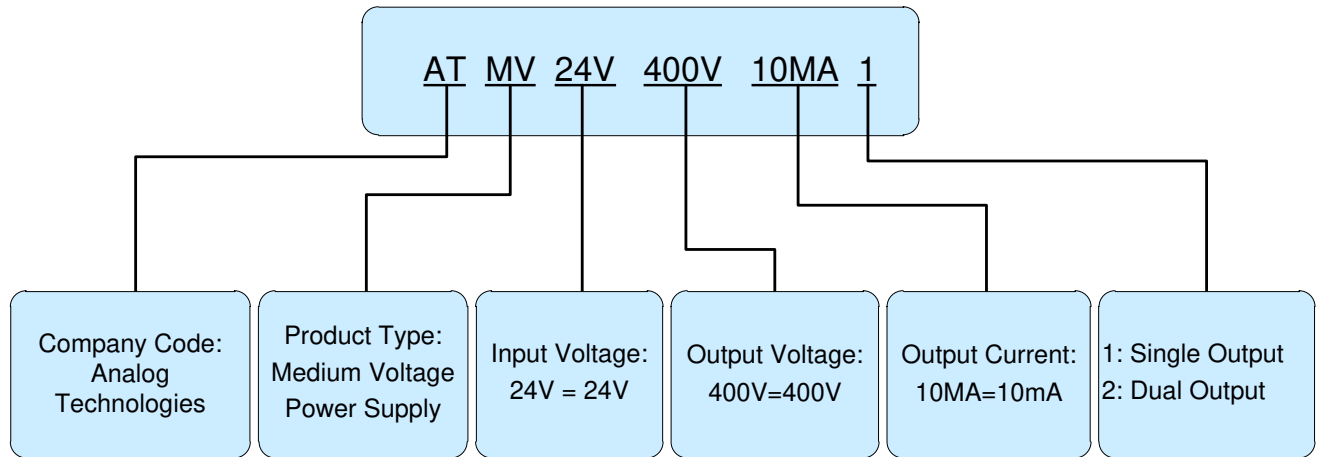 AT MV 24V 400V 10MA 1
Company Code:
Analog
Technologies
Product Type:
Medium Voltage
Power Supply
Input Voltage:
24V = 24V
Output Voltage:
400V=400V
Output Current:
10MA=10mA
1: Single Output
2: Dual Output